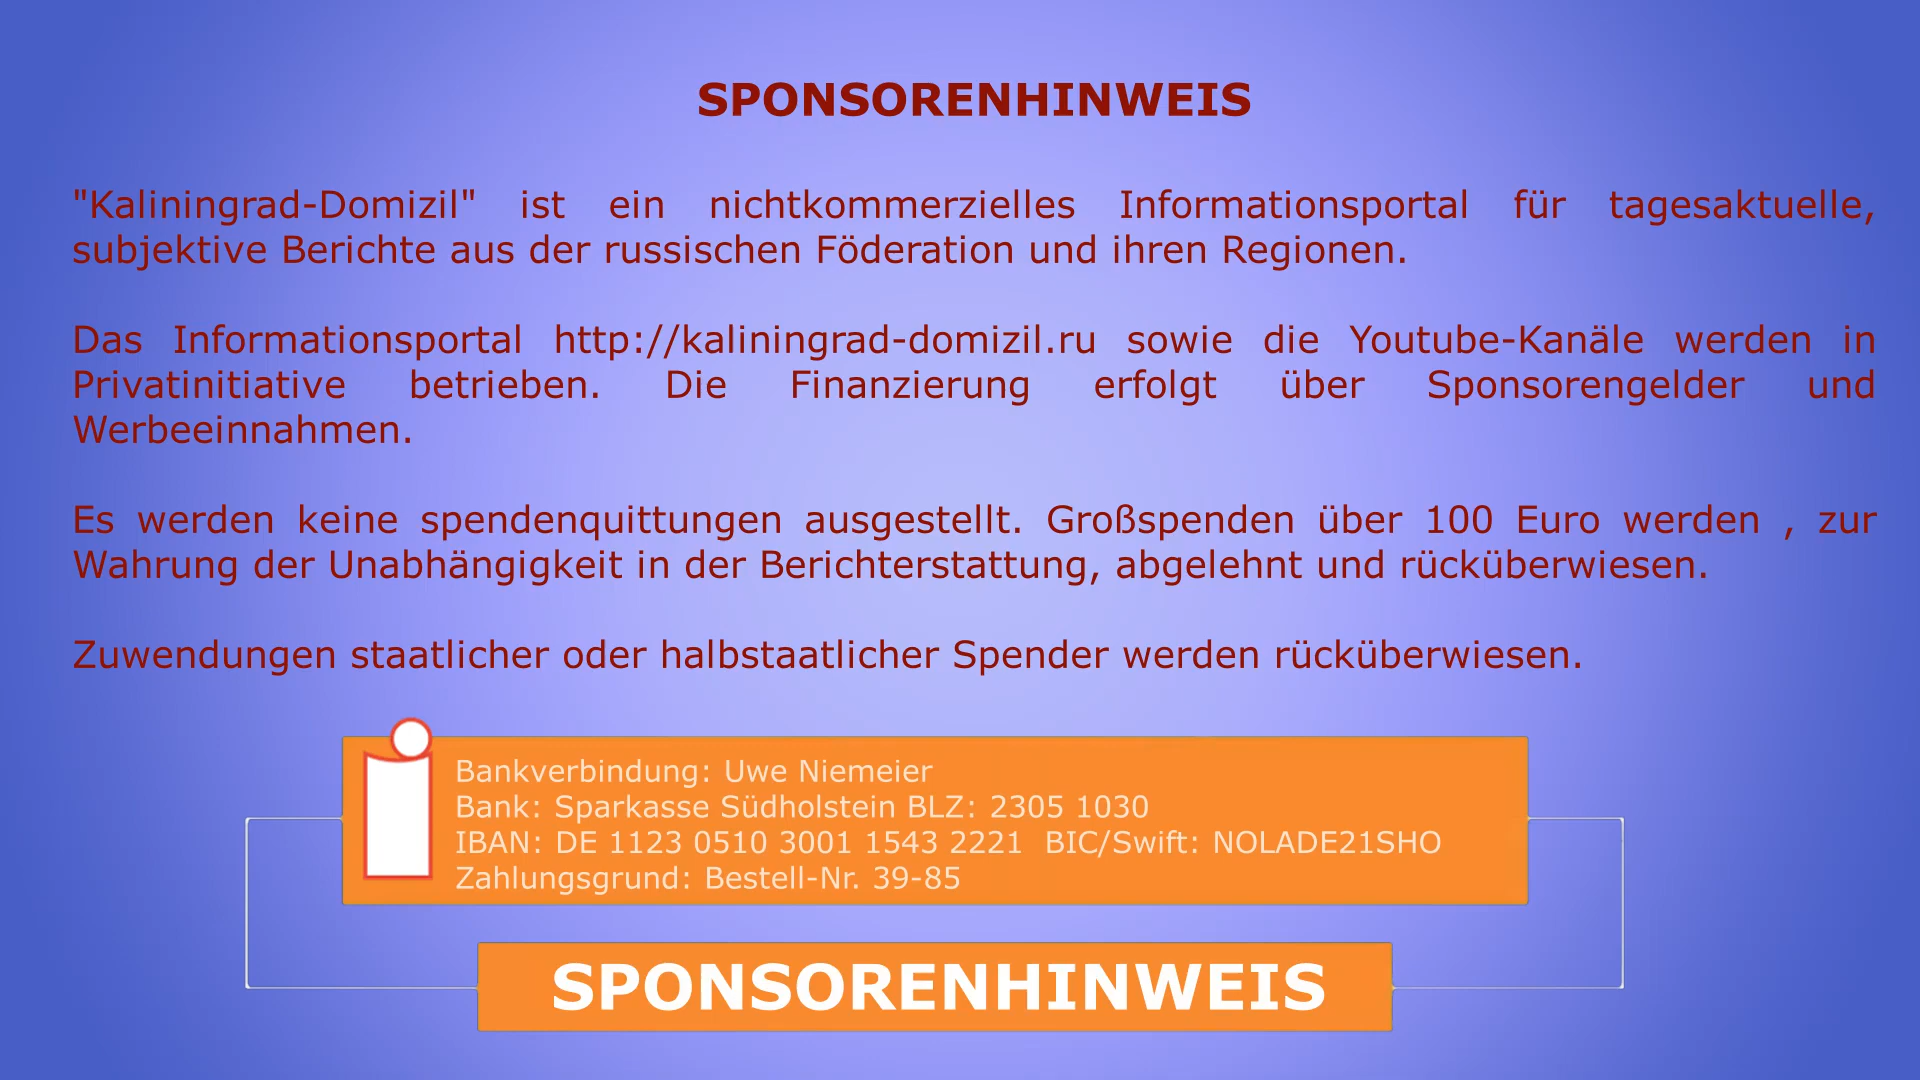 SPONSORENHINWEIS
"Kaliningrad-Domizil" ist ein nichtkommerzielles Informationsportal für tagesaktuelle,
subjektive Berichte aus der russischen Föderation und ihren Regionen.
Das Informationsportal http://kaliningrad-domizil.ru sowie die Youtube-Kanäle werden in
Privatinitiative betrieben. Die Finanzierung erfolgt über Sponsorengelder und
Werbeeinnahmen.
Es werden keine spendenquittungen ausgestellt. Großspenden über 100 Euro werden , zur
Wahrung der Unabhängigkeit in der Berichterstattung, abgelehnt und rücküberwiesen.
Zuwendungen staatlicher oder halbstaatlicher Spender werden rücküberwiesen.
Bankverbindung: Uwe Niemeier
Bank: Sparkasse Südholstein BLZ: 2305 1030
IBAN: DE 1123 0510 3001 1543 2221 BIC/Swift: NOLADE21SHO
Zahlungsgrund: Bestell-Nr. 39-85
SPONSORENHINWEIS